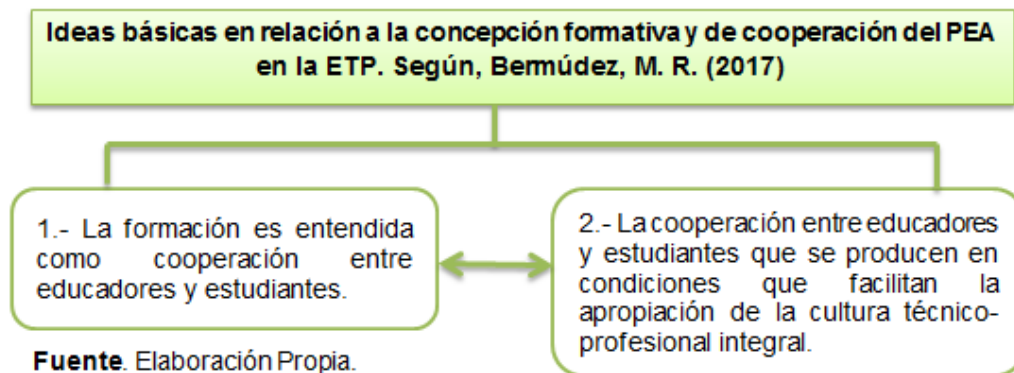 Ideas básicas en relación a la concepción formativa y de cooperación del PEA
en la ETP. Según, Bermúdez, M. R. (2017)
1.- La formación es entendida
como cooperación entre
educadores y estudiantes.
2.- La cooperación entre educadores
y estudiantes que se producen en
condiciones que facilitan la
apropiación de la cultura técnico-
profesional integral.
Fuente. Elaboración Propia.